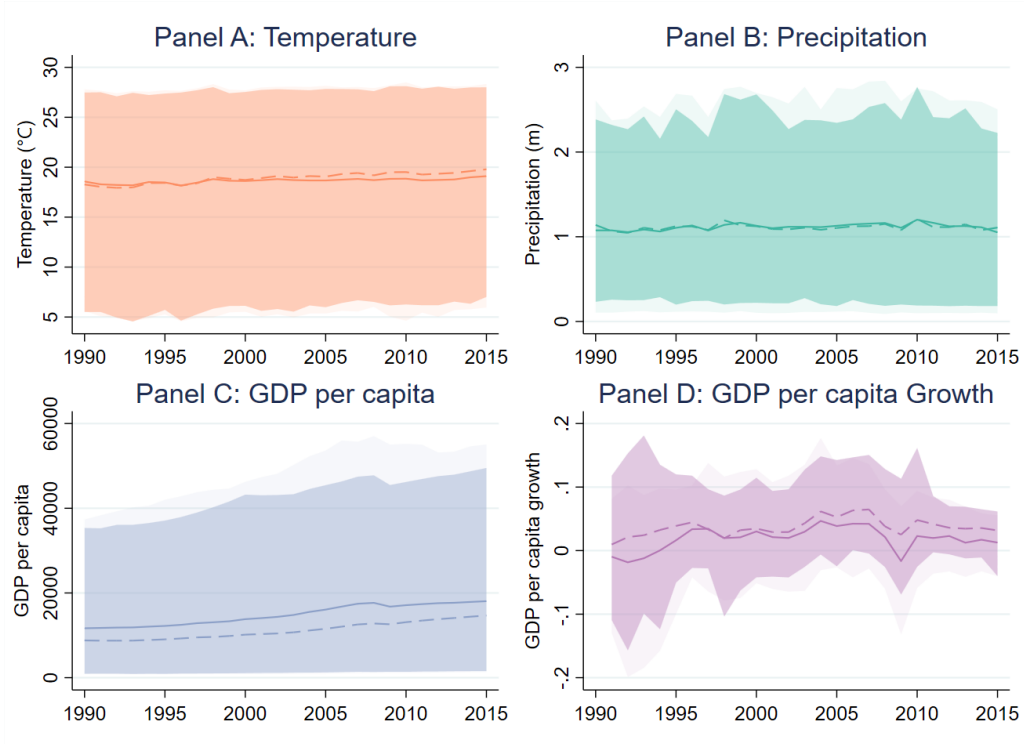 Panel A: Temperature
Temperature (°C)
30
25
20
15
10
5
1990 1995 2000 2005 2010 2015
Panel B: Precipitation
Precipitation (m)
3
2
1
0
1990 1995 2000 2005 2010 2015
Panel C: GDP per capita
GDP per capita
60000
40000
20000
0
1990 1995 2000 2005 2010 2015
Panel D: GDP per capita Growth
GDP per capita growth
.2
.1
0
-.1
-.2
1990 1995 2000 2005 2010 2015